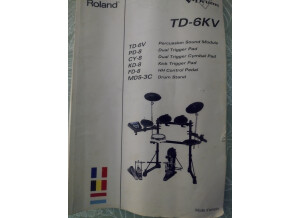 Roland
TD-6KV
TD-6V Percussion Sound Module
PD-8 Dual Trigger Pad
CY-8 Dual Trigger Cymbal Pad
KD-8 Kick Trigger Pad
FD-8 HH Control Pedal
MDS-3C Drum Stand